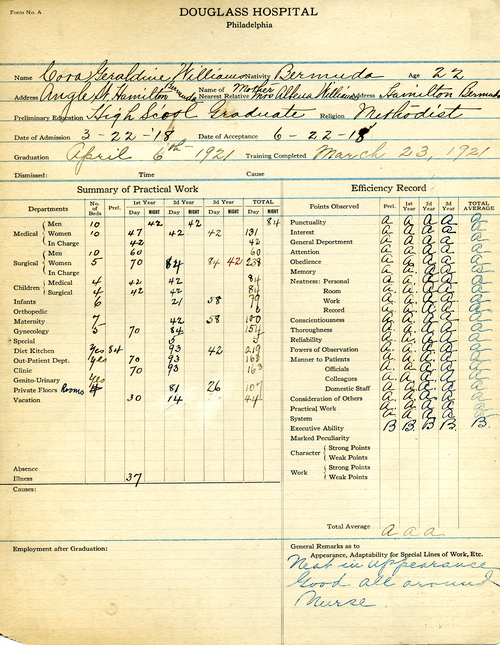 Form No. A
DOUGLASS HOSPITAL
Philadelphia
Name Cora Geraldine Williams Nativity Bermuda Age 22
Address Angle St. Hamilton Bermuda Name of Nearest Relative Mother Mrs Albena Williams Address Hamilton Bermuda
Preliminary Education High Scool Graduate Religion Methodist
Date of Admission 3-22-'18 Date of Acceptance 6-22-18
Graduation April 6th 1921 Training Completed March 23, 1921
Dismissed: Time Cause
Summary of Practical Work
Departments No. of Beds Prel. 1st Year 2d Year 3d Year TOTAL
Day NIGHT Day NIGHT Day NIGHT Day NIGHT
Medical Men 10 42 42 84
Women 10 47 42 42 131
In Charge 42 42
Surgical Men 10 60 60
Women 5 70 84 84 42 238
In Charge
Children Medical 4 42 42 84
Surgical 4 42 42 84
Infants 6 21 58 79
Orthopedic 6
Maternity 7 42 58 100
Gynecology 5 70 84 154
Special 5 5
Diet Kitchen yes 84 93 42 219
Out-Patient Dept. yes 70 93 163
Clinic 70 93 163
Genito-Urinary yes
Private Floors Rooms 4 81 26 107
Vacation 30 14 44
Absence
Illness 37
Causes:
Employment after Graduation:
Efficiency Record
Points Observed Prel. 1st Year 2d Year 3d Year TOTAL AVERAGE
Punctuality A A A A A
Interest A A A A A
General Department A A A A A
Attention A A A A A
Obedience A A A A A
Memory A A A A A
Neatness: Personal A A A A A
Room A A A A A
Work A A A A A
Record A A A A
Conscientiousness A A A A A
Thoroughness A A A A A
Reliability A A A A A
Powers of Observation A A A A A
Manner to Patients A A A A A
Officials A A A A A
Colleagues A A A A A
Domestic Staff A A A A A
Consideration of Others A A A A A
Practical Work A A A A A
System A A A A A
Executive Ability B B B B B
Marked Peculiarity
Character Strong Points
Weak Points
Work Strong Points
Weak Points
Total Average a a a
General Remarks as to
Appearance, Adaptability for Special Lines of Work, Etc.
Neat in appearance
Good all around
Nurse.